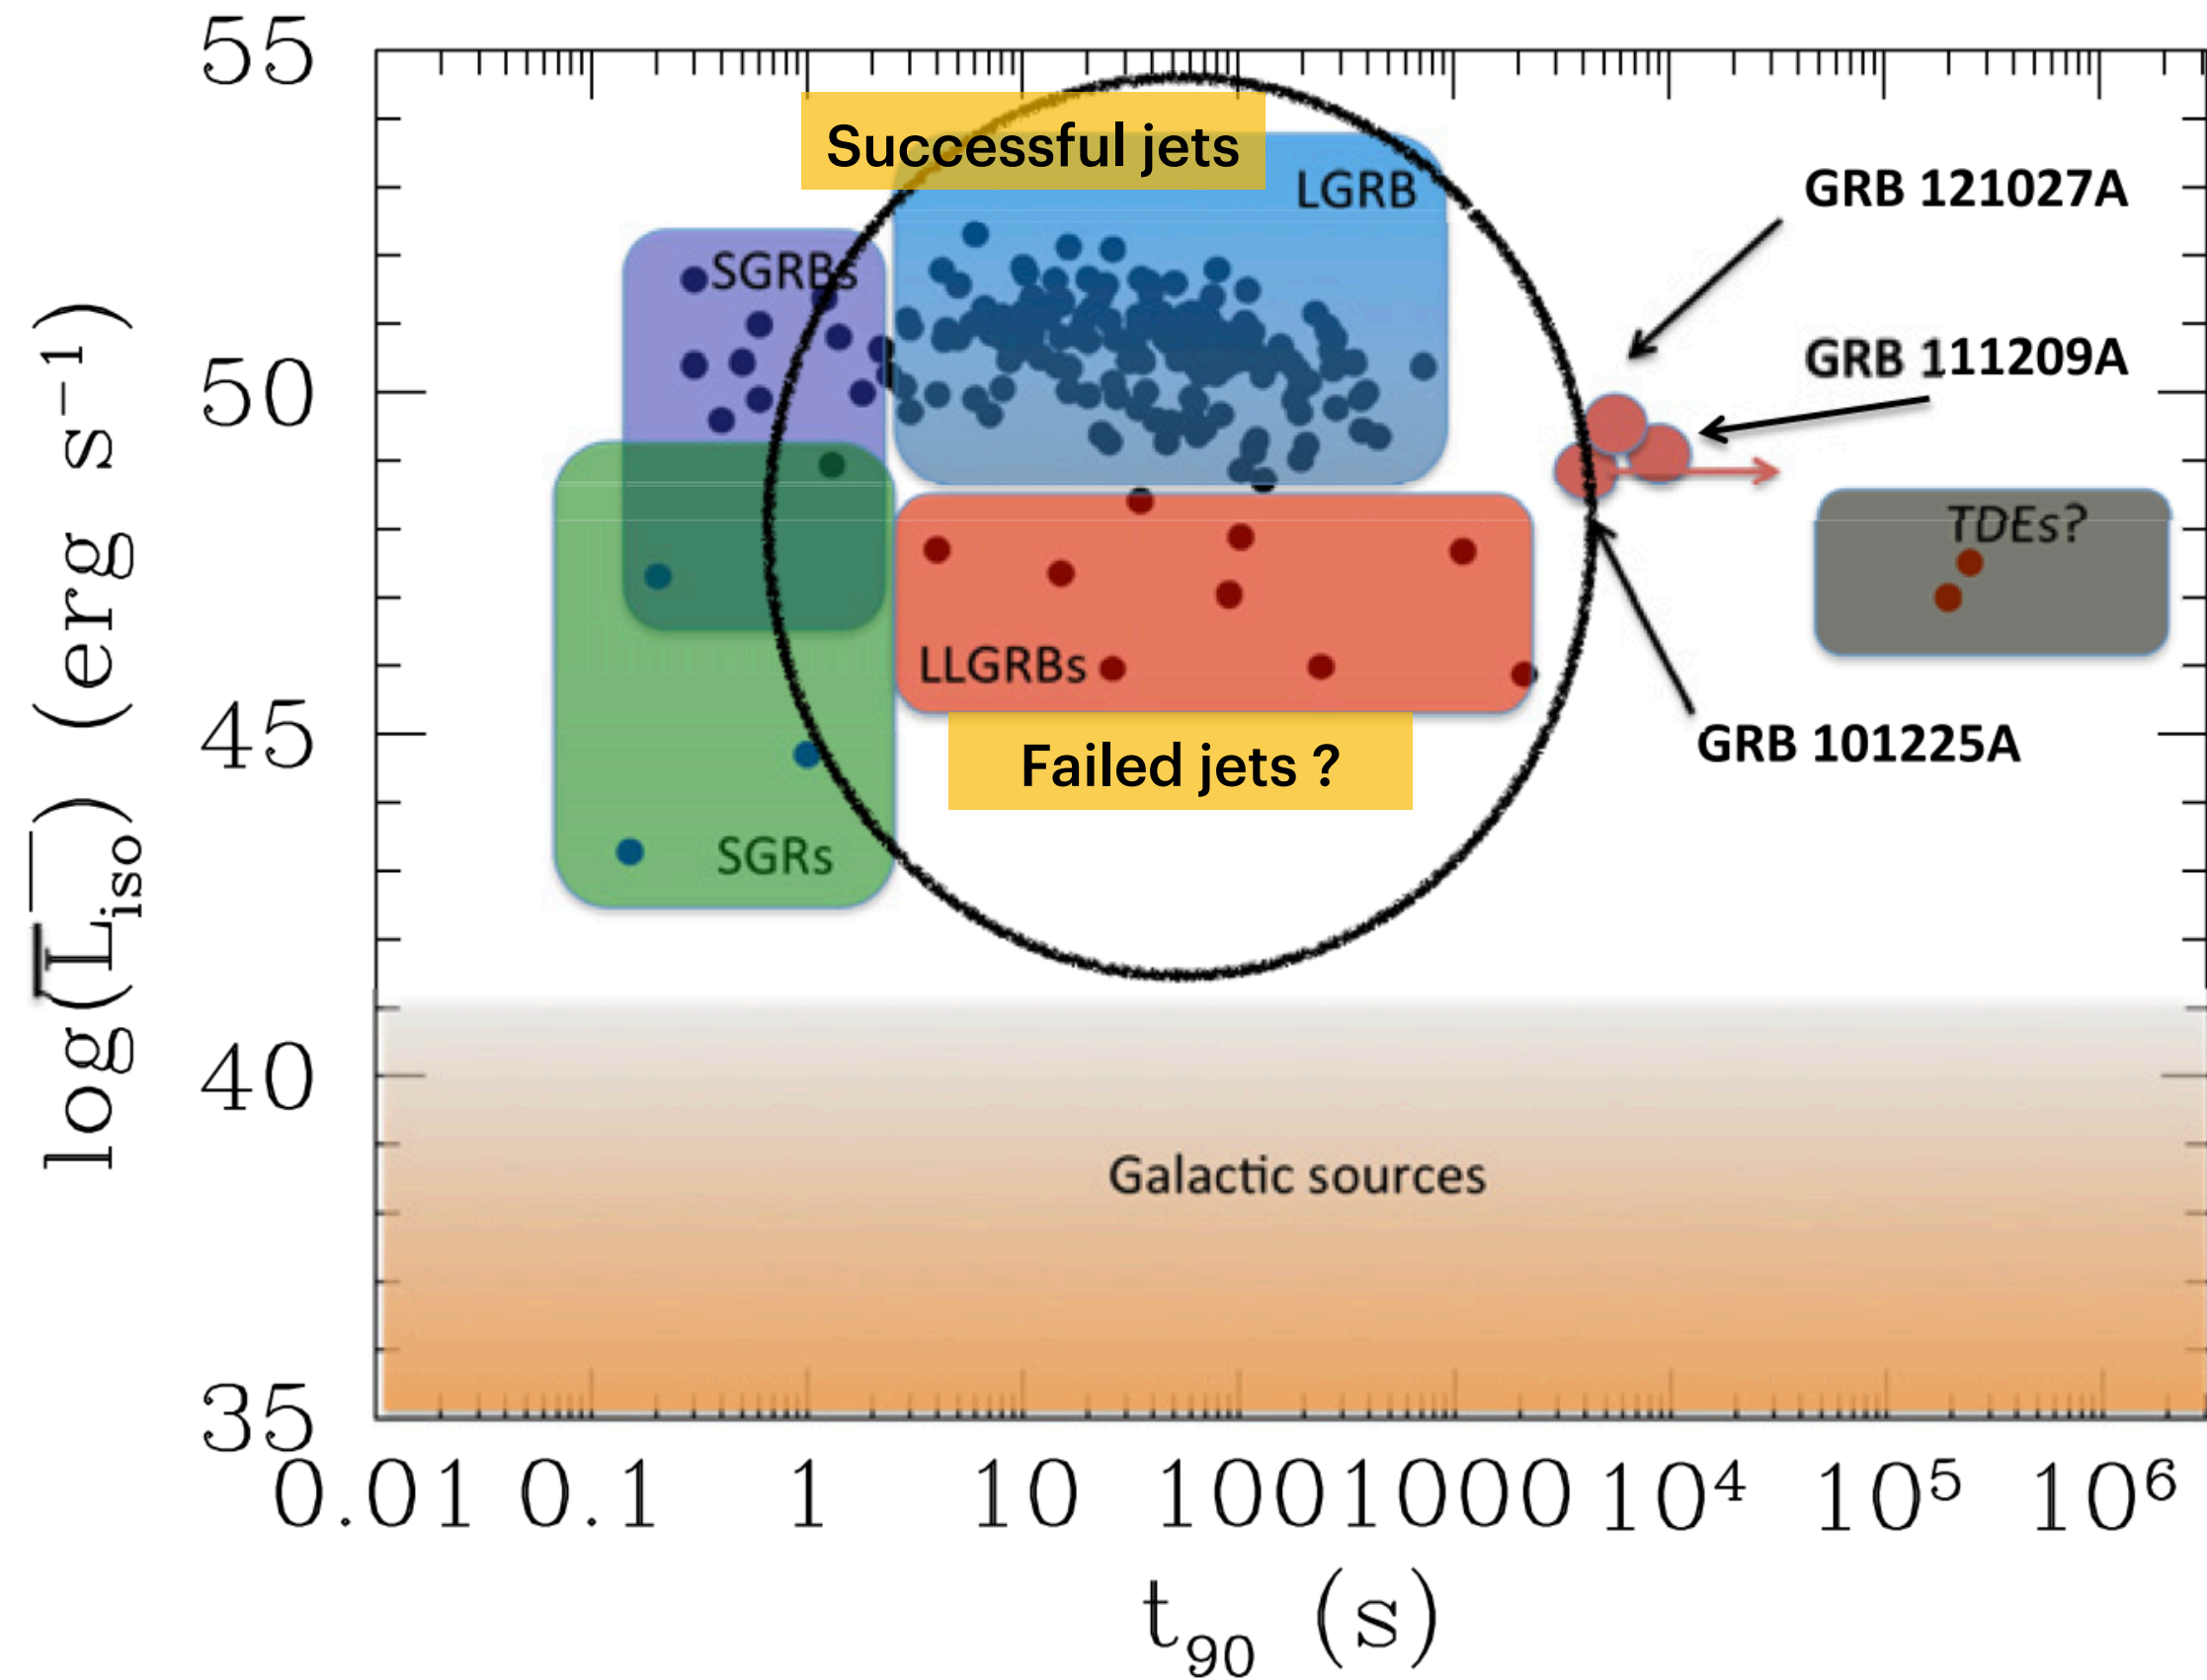 55
50
45
40
35
log(L̅iso) (erg s⁻¹)
Successful jets
LGRB
SGRBs
GRB 121027A
GRB 111209A
TDEs?
LLGRBs
Failed jets ?
GRB 101225A
SGRs
Galactic sources
0.01 0.1 1 10 100 1000 10⁴ 10⁵ 10⁶
t₉₀ (s)